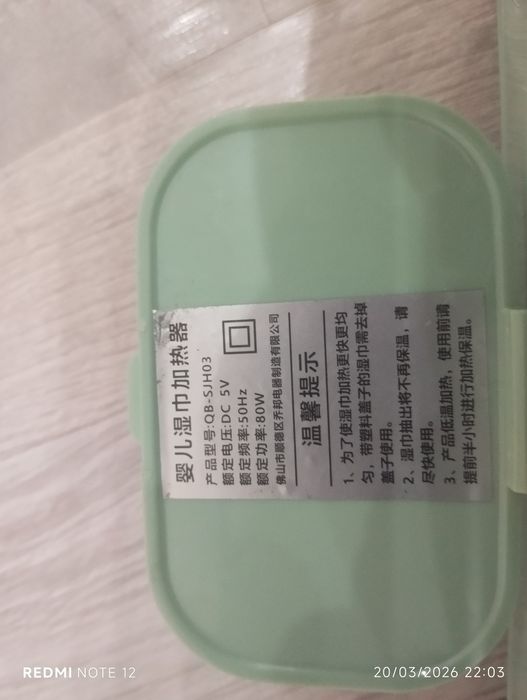 婴儿湿巾加热器
产品型号:QB-SJH03
额定电压:DC 5V
额定频率:50Hz
额定功率:80W
佛山市顺德区乔邦电器制造有限公司
温馨提示
1、为了使湿巾加热更快更均
匀，带塑料盖子的湿巾需去掉
盖子使用。
2、湿巾抽出将不再保温，请
尽快使用。
3、产品低温加热，使用前请
提前半小时进行加热保温。
REDMI NOTE 12
20/03/2026 22:03